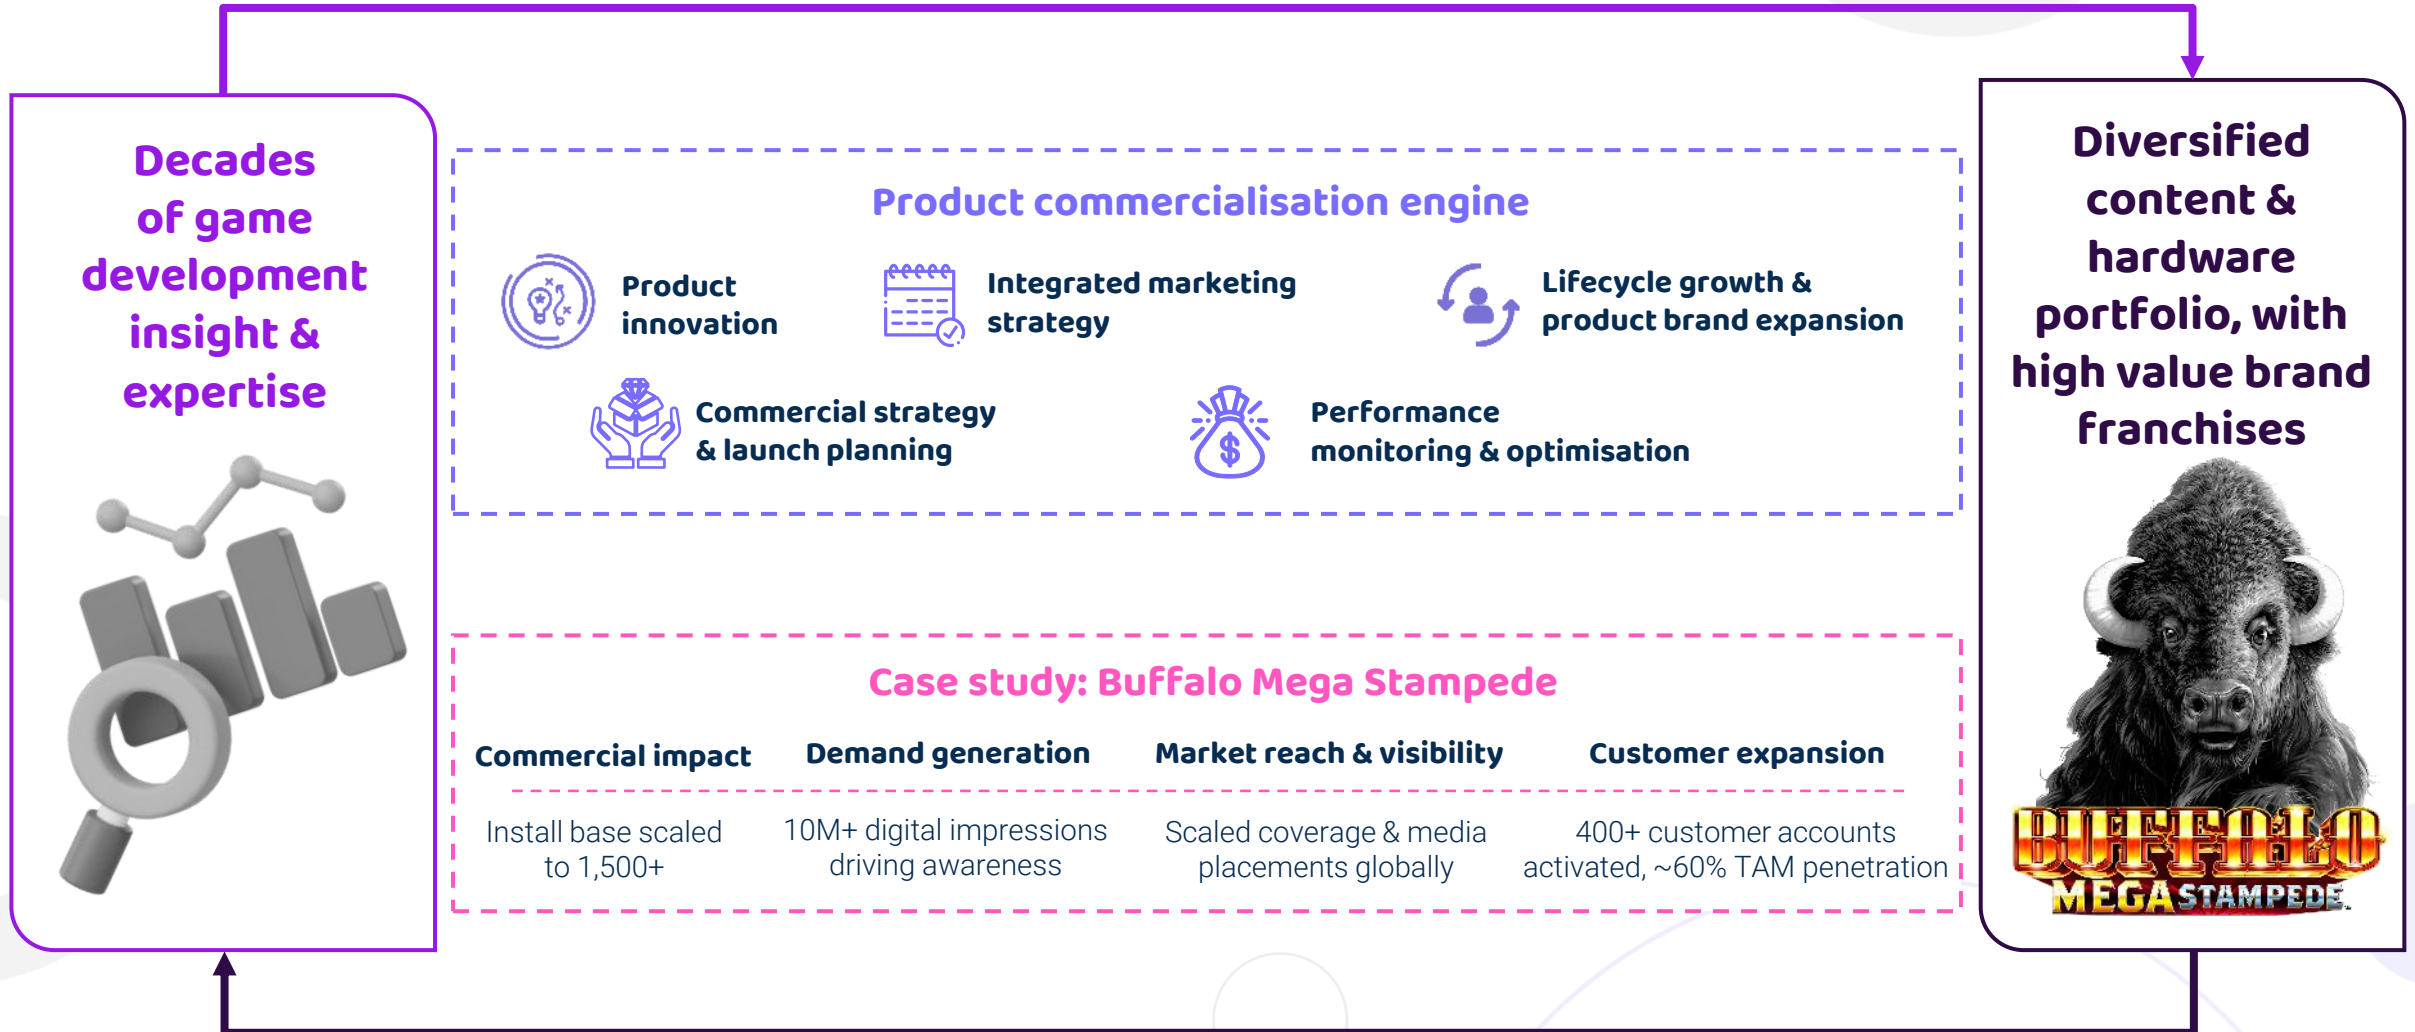 Decades
of game
development
insight &
expertise
Product commercialisation engine
Product
innovation
Integrated marketing
strategy
Lifecycle growth &
product brand expansion
Commercial strategy
& launch planning
Performance
monitoring & optimisation
$
Case study: Buffalo Mega Stampede
Commercial impact
Demand generation
Market reach & visibility
Customer expansion
Install base scaled
to 1,500+
10M+ digital impressions
driving awareness
Scaled coverage & media
placements globally
400+ customer accounts
activated, ~60% TAM penetration
Diversified
content &
hardware
portfolio, with
high value brand
franchises
BUFFALO
MEGA STAMPEDE™